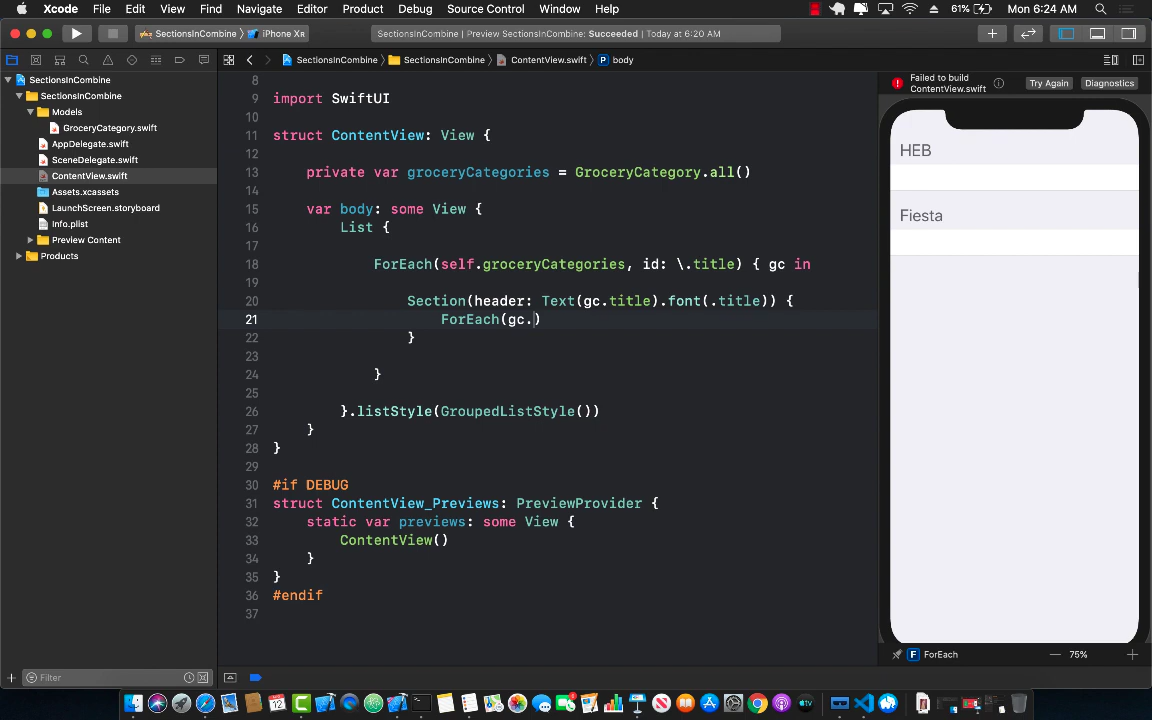 Xcode File Edit View Find Navigate Editor Product Debug Source Control Window Help 61% Mon 6:24 AM
SectionsInCombine iPhone XR SectionsInCombine | Preview SectionsInCombine: Succeeded | Today at 6:20 AM
SectionsInCombine SectionsInCombine ContentView.swift P body
SectionsInCombine
SectionsInCombine
Models
GroceryCategory.swift
AppDelegate.swift
SceneDelegate.swift
ContentView.swift
Assets.xcassets
LaunchScreen.storyboard
Info.plist
Preview Content
Products
Filter
8
9 import SwiftUI
10
11 struct ContentView: View {
12
13 private var groceryCategories = GroceryCategory.all()
14
15 var body: some View {
16 List {
17
18 ForEach(self.groceryCategories, id: \.title) { gc in
19
20 Section(header: Text(gc.title).font(.title)) {
21 ForEach(gc.)
22 }
23
24 }
25
26 }.listStyle(GroupedListStyle())
27 }
28 }
29
30 #if DEBUG
31 struct ContentView_Previews: PreviewProvider {
32 static var previews: some View {
33 ContentView()
34 }
35 }
36 #endif
37
Failed to build
ContentView.swift
Try Again Diagnostics
HEB
Fiesta
F ForEach 75%